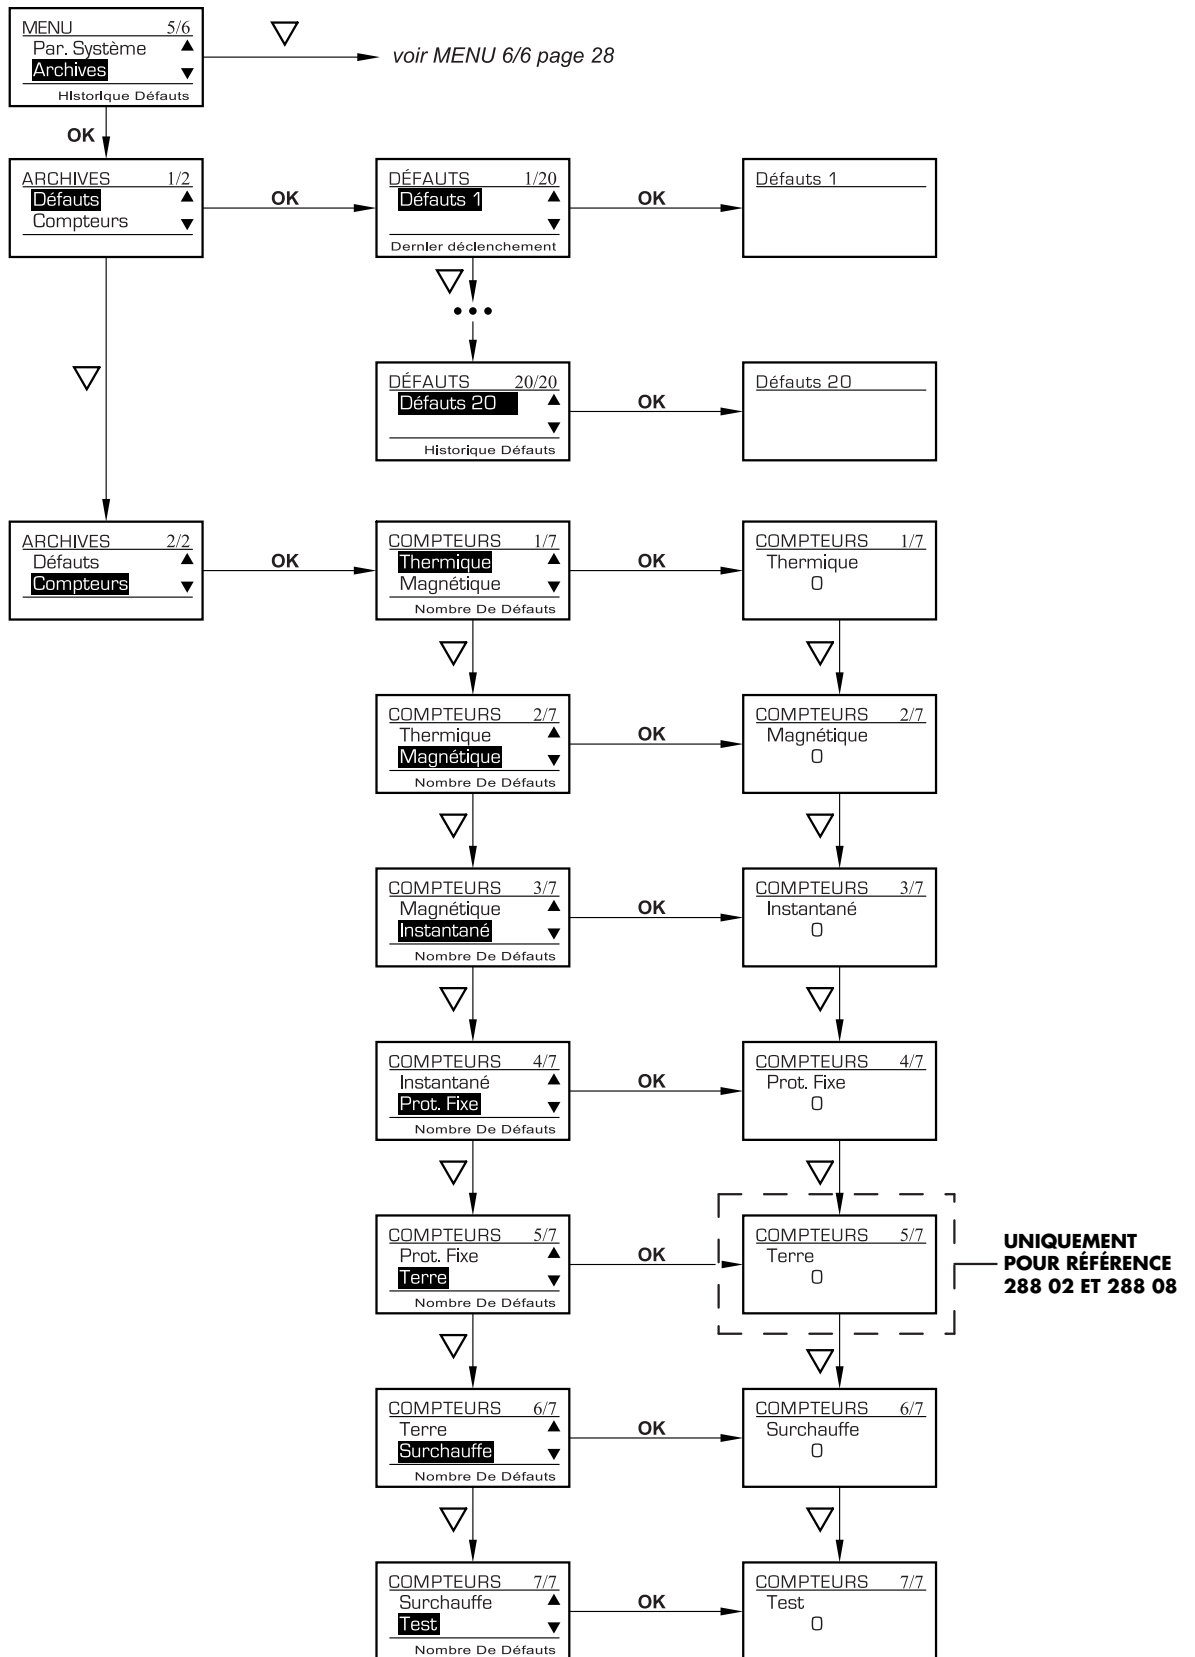 MENU 5/6
Par. Système
Archives
Historique Défauts
voir MENU 6/6 page 28
OK
ARCHIVES 1/2
Défauts
Compteurs
OK
DÉFAUTS 1/20
Défauts 1
Dernier déclenchement
OK
Défauts 1
DÉFAUTS 20/20
Défauts 20
Historique Défauts
OK
Défauts 20
ARCHIVES 2/2
Défauts
Compteurs
OK
COMPTEURS 1/7
Thermique
Magnétique
Nombre De Défauts
OK
COMPTEURS 1/7
Thermique
0
COMPTEURS 2/7
Thermique
Magnétique
Nombre De Défauts
OK
COMPTEURS 2/7
Magnétique
0
COMPTEURS 3/7
Magnétique
Instantané
Nombre De Défauts
OK
COMPTEURS 3/7
Instantané
0
COMPTEURS 4/7
Instantané
Prot. Fixe
Nombre De Défauts
OK
COMPTEURS 4/7
Prot. Fixe
0
COMPTEURS 5/7
Prot. Fixe
Terre
Nombre De Défauts
OK
COMPTEURS 5/7
Terre
0
UNIQUEMENT
POUR RÉFÉRENCE
288 02 ET 288 08
COMPTEURS 6/7
Terre
Surchauffe
Nombre De Défauts
OK
COMPTEURS 6/7
Surchauffe
0
COMPTEURS 7/7
Surchauffe
Test
Nombre De Défauts
OK
COMPTEURS 7/7
Test
0